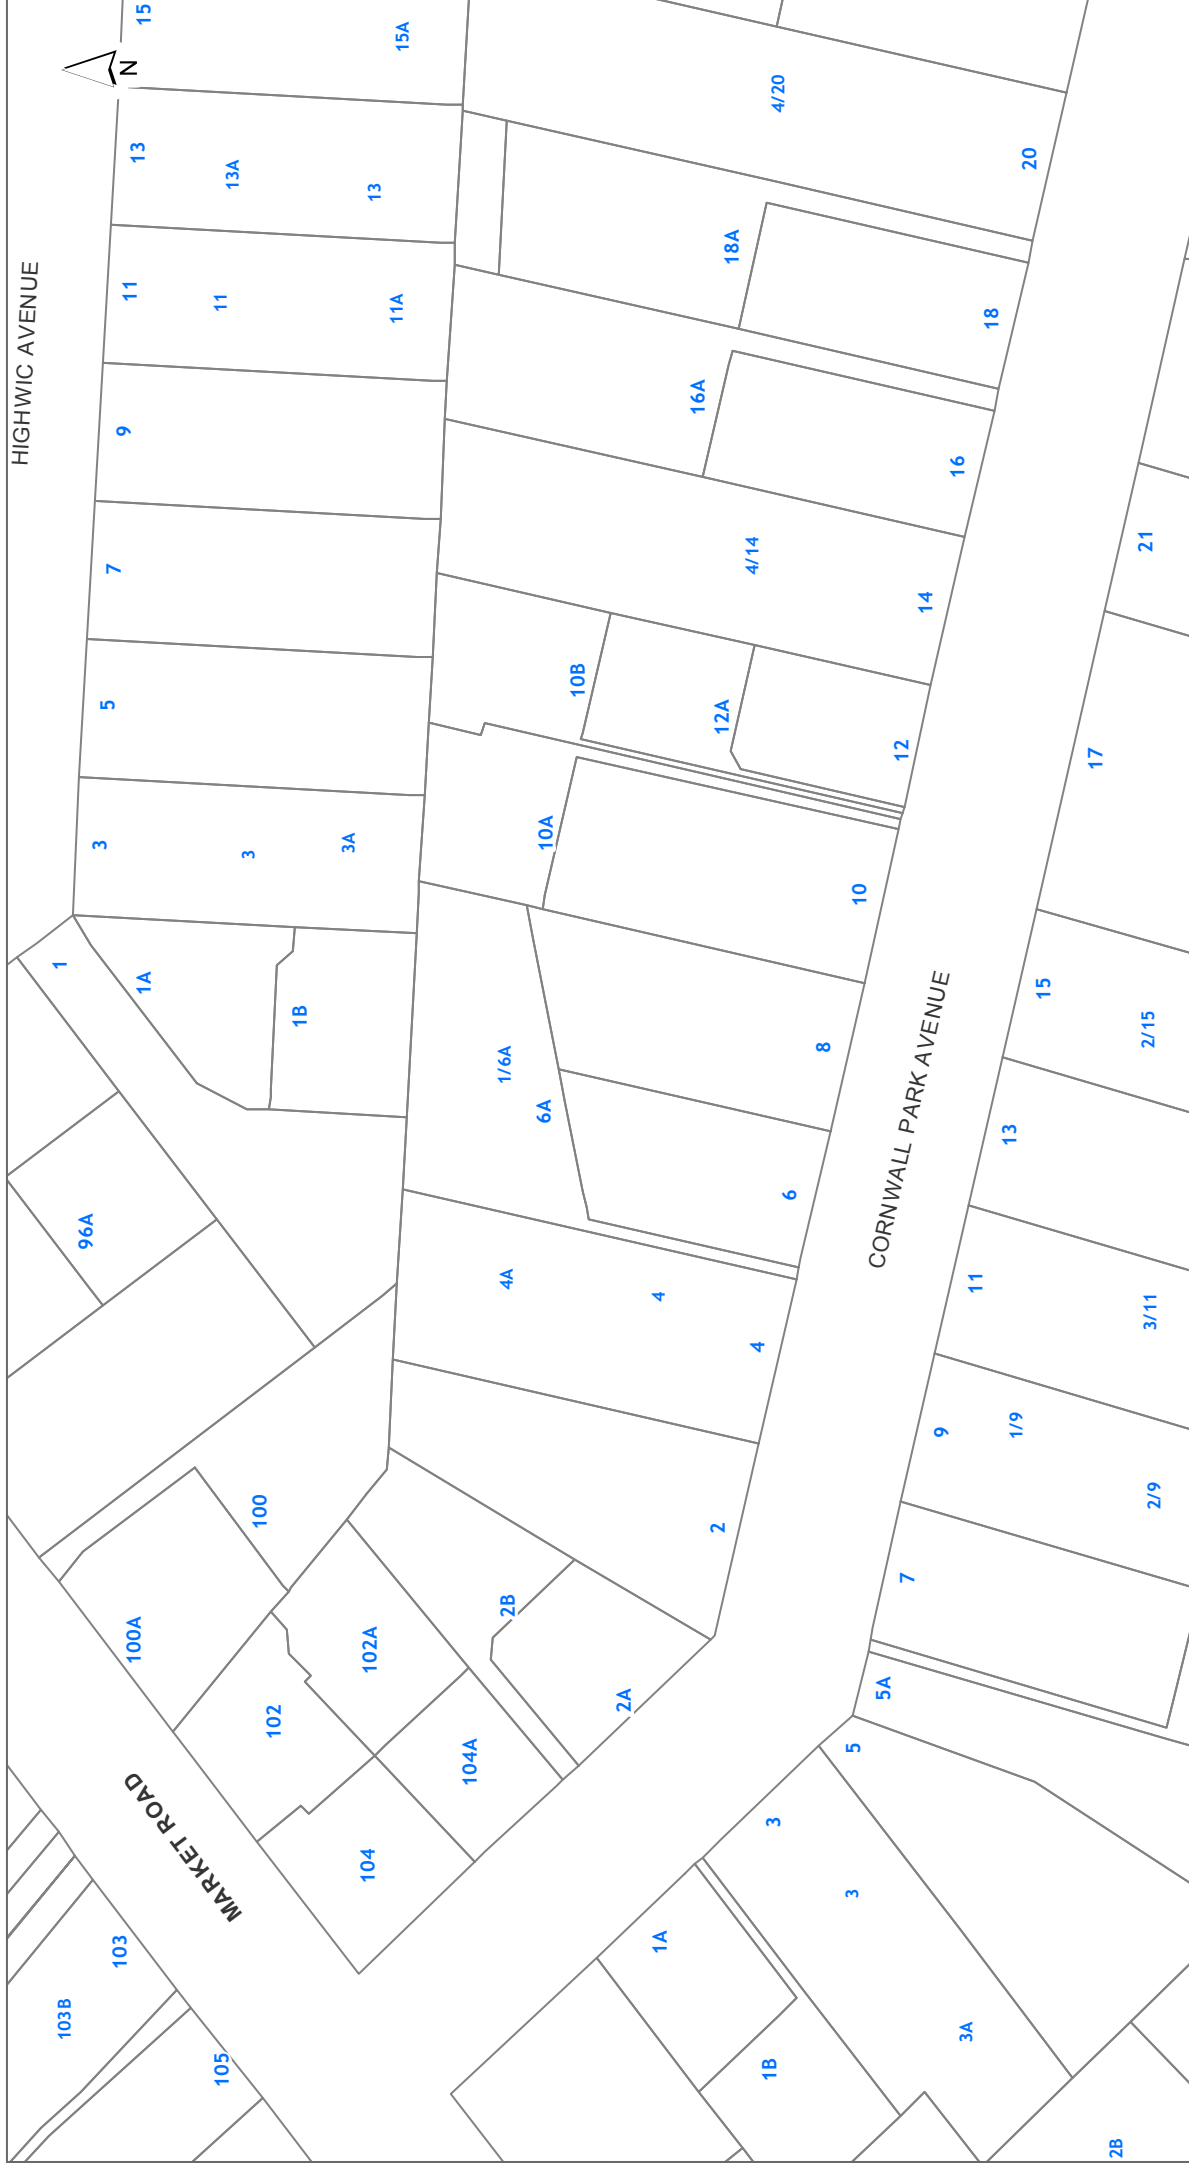 15
15A
N
13
13A
13
4/20
20
18A
18
HIGHWIC AVENUE
11
11
11A
16A
16
9
7
4/14
14
21
5
10B
12A
12
17
3
3
3A
10A
10
1
1A
1B
1/6A
6A
8
CORNWALL PARK AVENUE
15
2/15
96A
6
13
4A
4
4
11
3/11
100
2
9
1/9
2/9
100A
102A
2B
7
102
104A
2A
5A
5
MARKET ROAD
104
3
3
103
103B
105
1A
1B
3A
2B